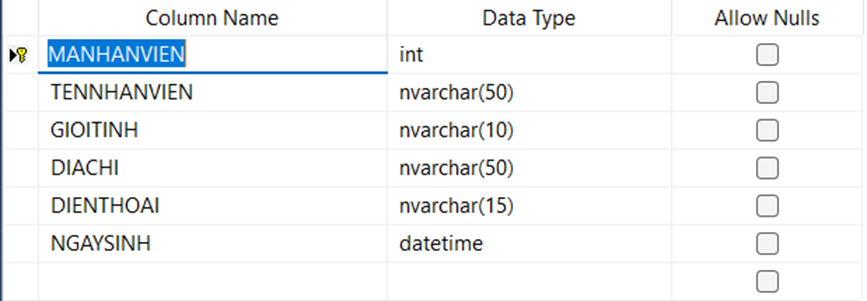 Column Name Data Type Allow Nulls
MANHANVIEN int
TENNHANVIEN nvarchar(50)
GIOITINH nvarchar(10)
DIACHI nvarchar(50)
DIENTHOAI nvarchar(15)
NGAYSINH datetime